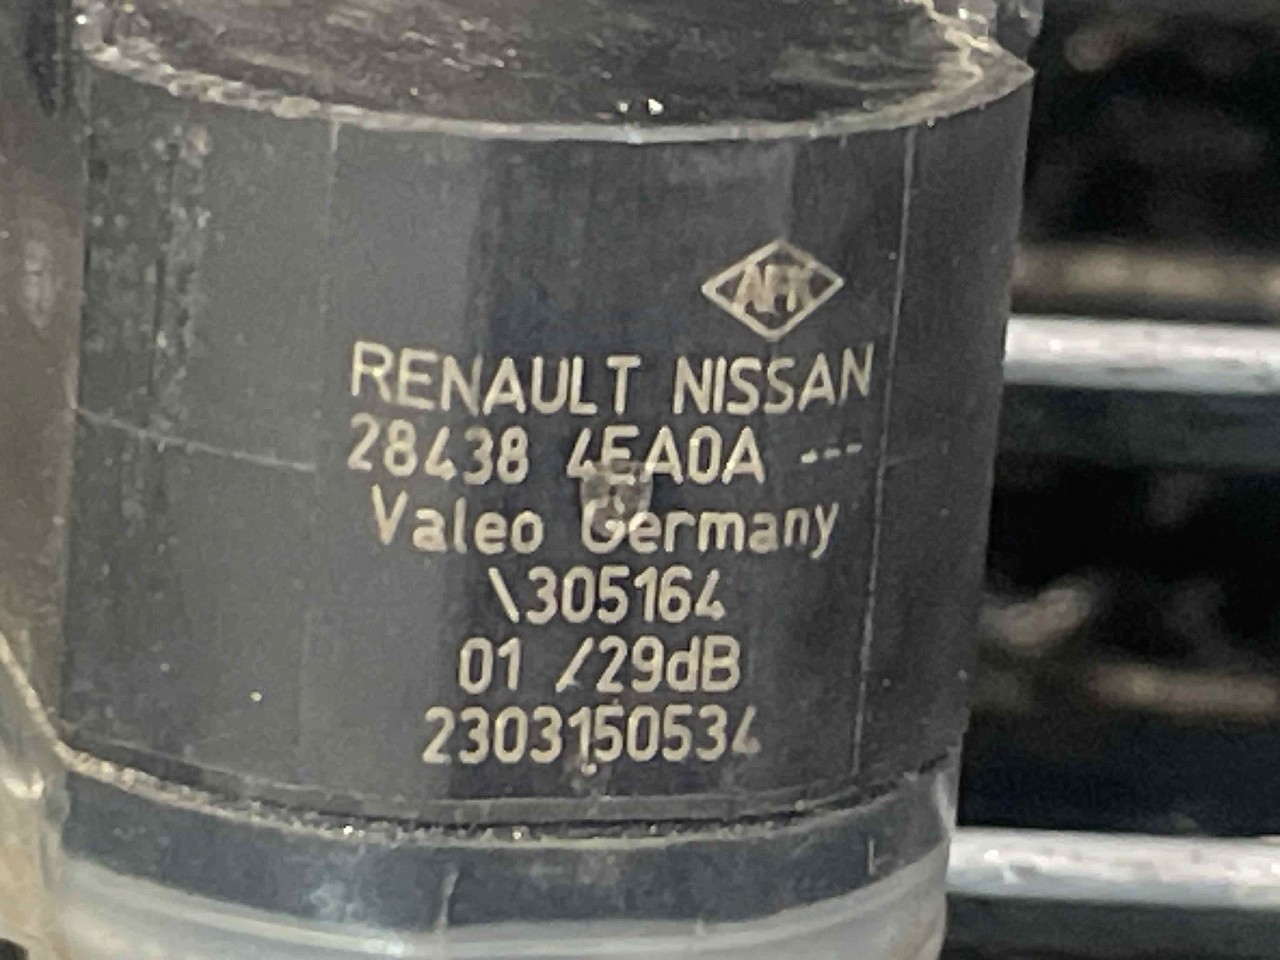 AFK
RENAULT NISSAN
28438 4EA0A ---
Valeo Germany
\305164
01 /29dB
2303150534